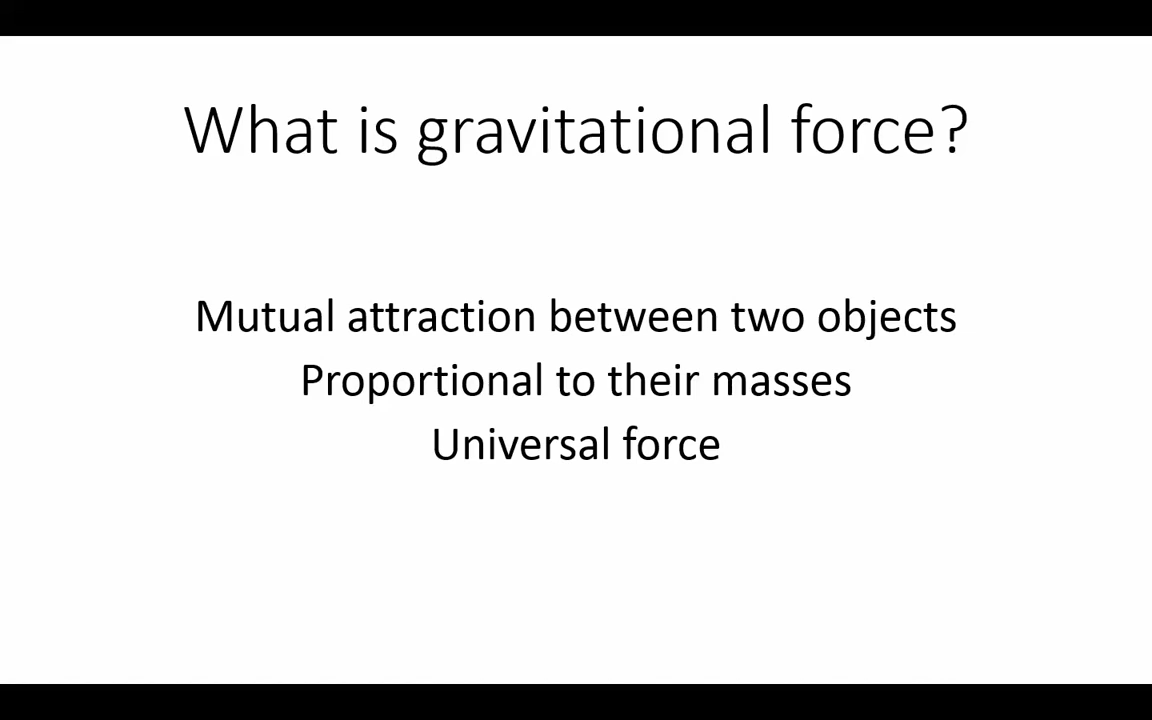 What is gravitational force?
Mutual attraction between two objects
Proportional to their masses
Universal force